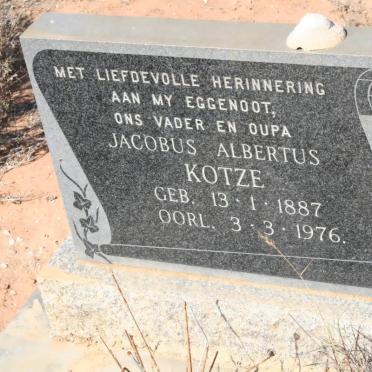 MET LIEFDEVOLLE HERINNERING
AAN MY EGGENOOT,
ONS VADER EN OUPA
JACOBUS ALBERTUS
KOTZE
GEB. 13 · 1 · 1887
OORL. 3 · 3 · 1976.